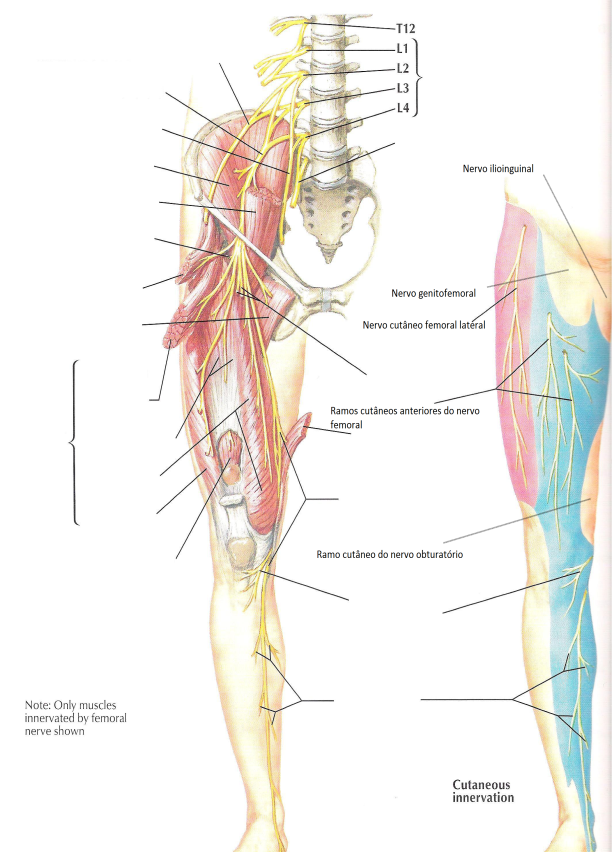 T12
L1
L2
L3
L4
Nervo ilioinguinal
Nervo genitofemoral
Nervo cutâneo femoral lateral
Ramos cutâneos anteriores do nervo
femoral
Ramo cutâneo do nervo obturatório
Note: Only muscles
innervated by femoral
nerve shown
Cutaneous
innervation